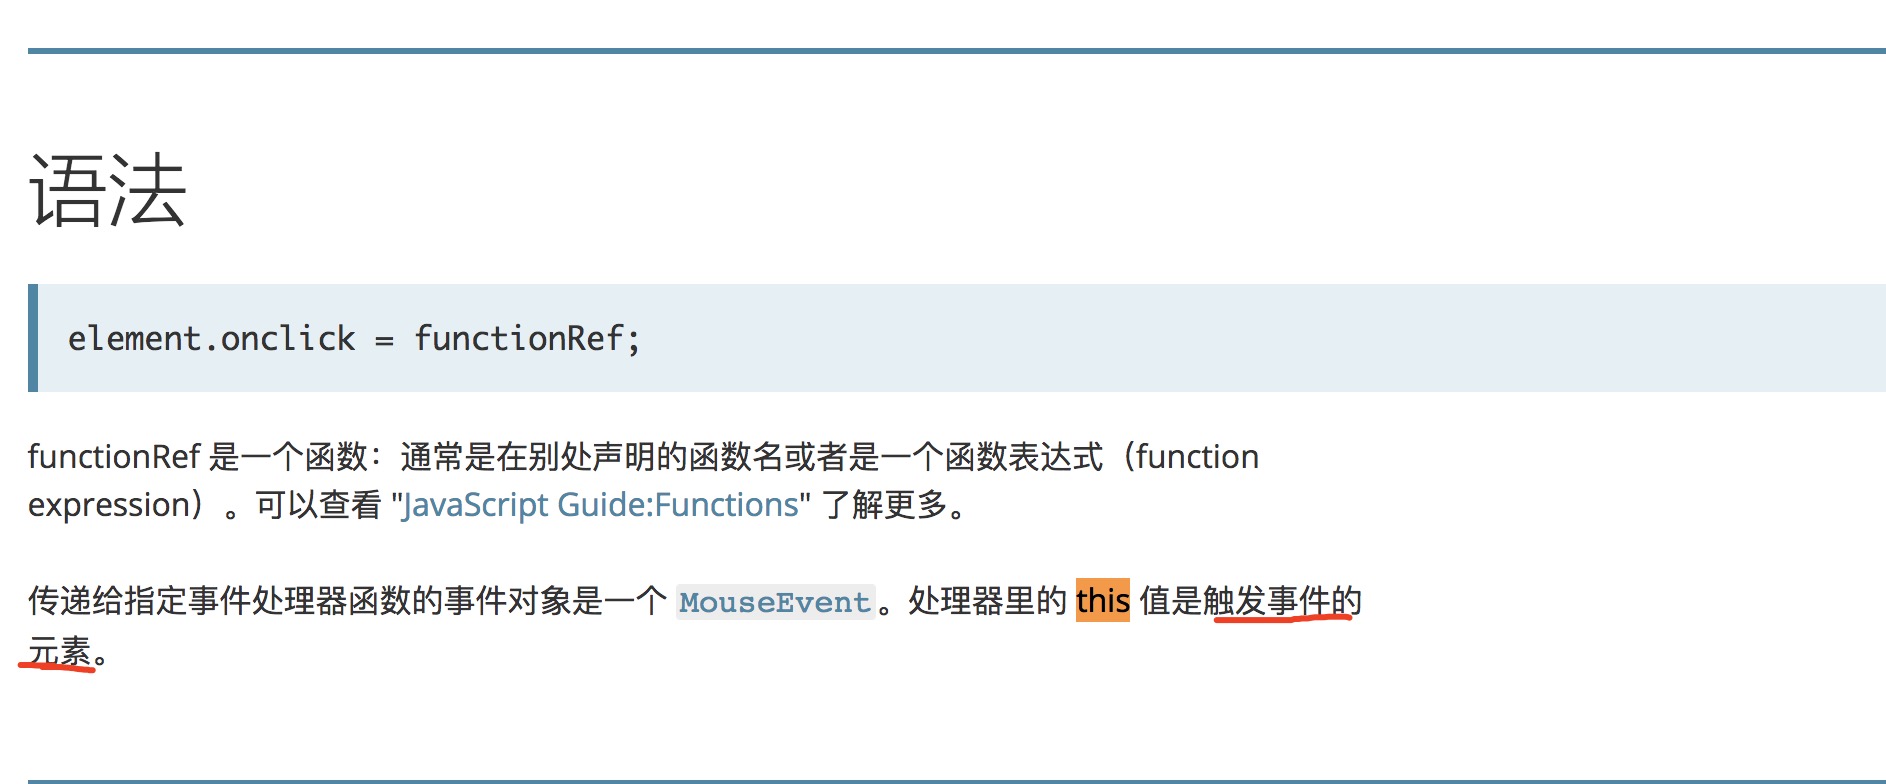 语法
element.onclick = functionRef;
functionRef 是一个函数：通常是在别处声明的函数名或者是一个函数表达式（function
expression）。可以查看 "JavaScript Guide:Functions" 了解更多。
传递给指定事件处理器函数的事件对象是一个 MouseEvent。处理器里的 this 值是触发事件的
元素。